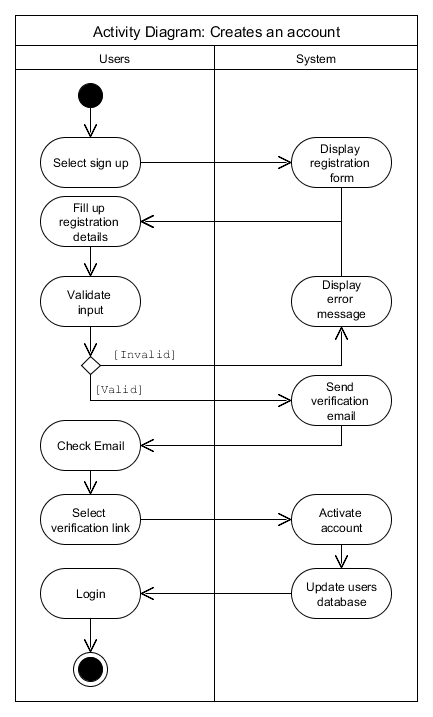 Activity Diagram: Creates an account
Users
System
Select sign up
Display
registration
form
Fill up
registration
details
Validate
input
Display
error
message
[Invalid]
[Valid]
Send
verification
email
Check Email
Select
verification link
Activate
account
Login
Update users
database